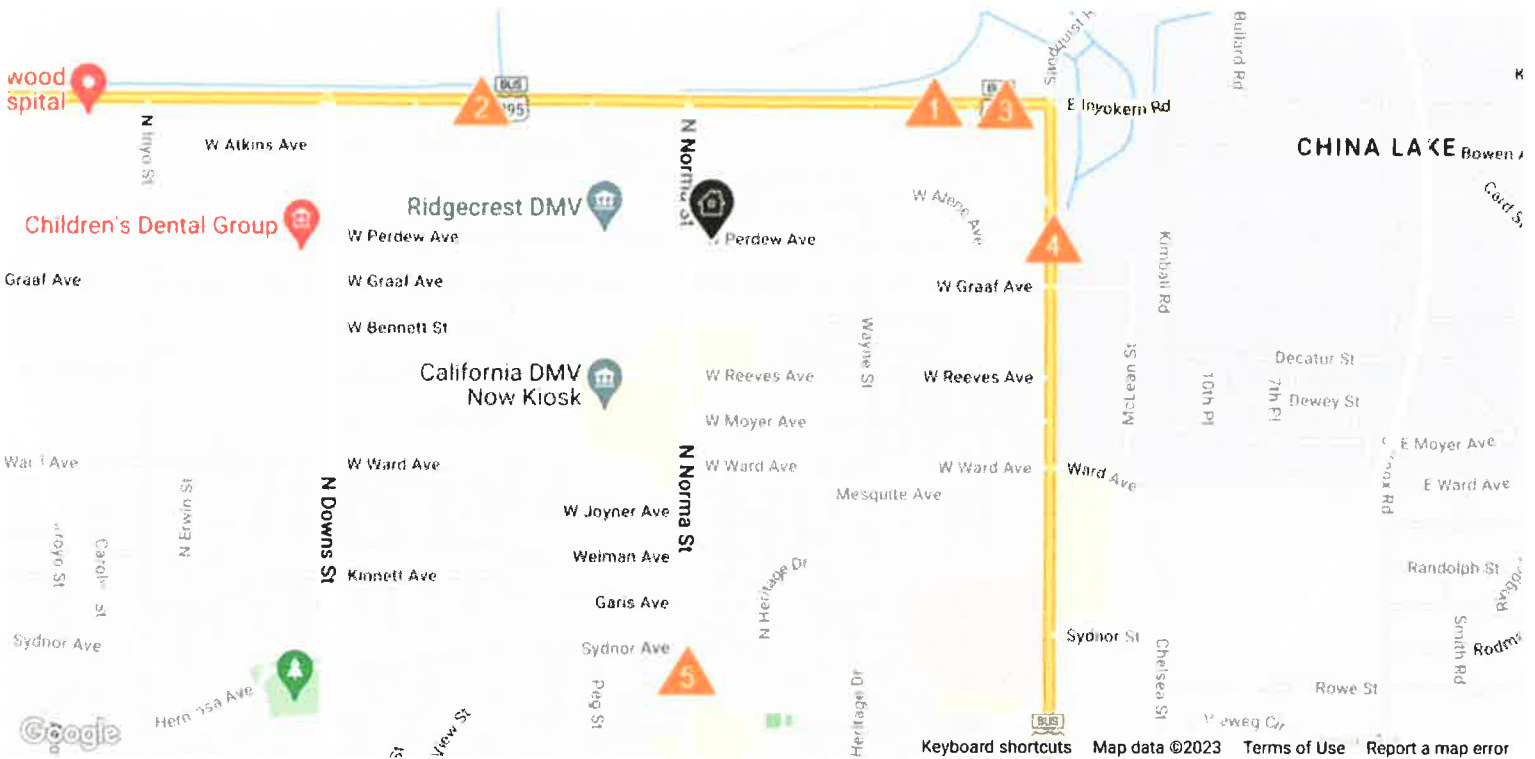 Bullard Rd
wood
spital
BUS
395
2
1
3
E Inyokern Rd
N Inyo St
W Atkins Ave
N Norma St
CHINA LAKE
Bowen
Card St
Ridgecrest DMV
W Alene Ave
Children's Dental Group
W Perdew Ave
Perdew Ave
4
Kimball Rd
Graaf Ave
W Graaf Ave
W Graaf Ave
W Bennett St
Wayne St
California DMV
Now Kiosk
W Reeves Ave
W Reeves Ave
McLean St
10th Pl
7th Pl
Decatur St
Dewey St
W Moyer Ave
E Moyer Ave
W Ward Ave
N Norma St
W Ward Ave
W Ward Ave
Ward Ave
E Ward Ave
N Erwin St
N Downs St
Mesquite Ave
W Joyner Ave
Weiman Ave
Kinnett Ave
N Heritage Dr
Randolph St
Garis Ave
Sydnor Ave
Sydnor Ave
5
Sydnor St
Chelsea St
Smith Rd
Peg St
Heritage Dr
Rowe St
View St
St
BUS
Google
Keyboard shortcuts Map data ©2023 Terms of Use Report a map error